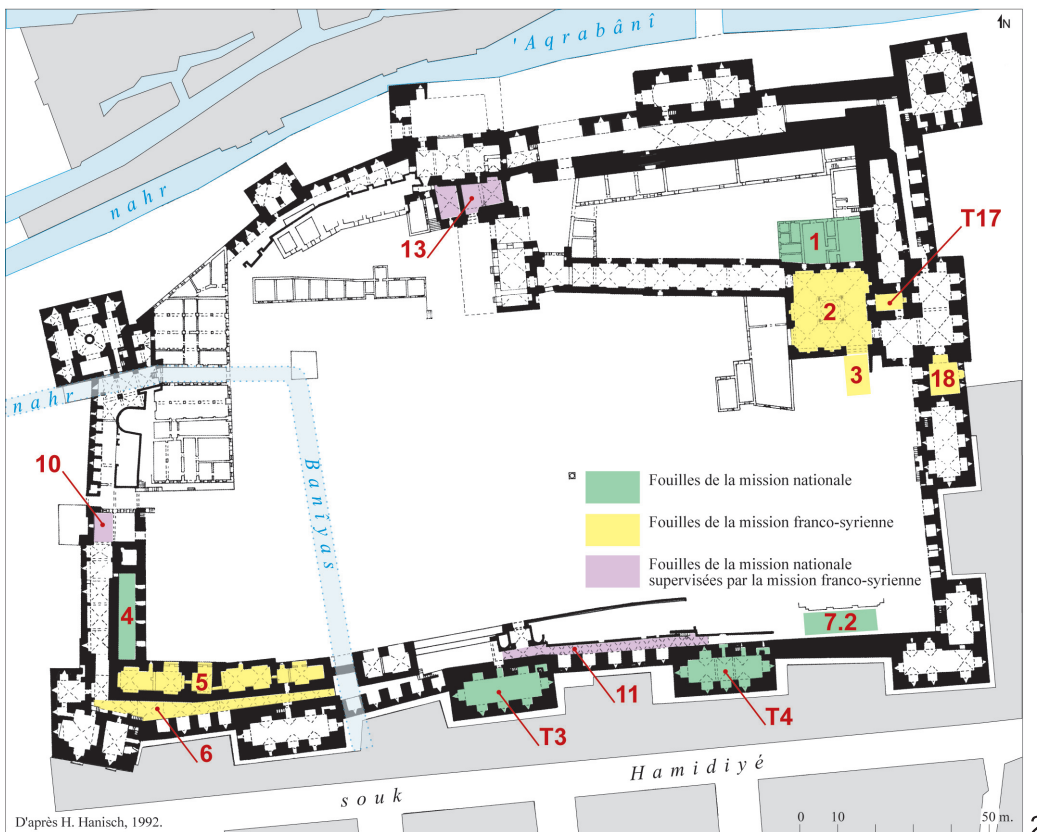 N
'Aqrabânî
nahr
13
1
T17
2
3
18
nahr
Baniyas
10
Fouilles de la mission nationale
Fouilles de la mission franco-syrienne
Fouilles de la mission nationale
supervisées par la mission franco-syrienne
4
7.2
5
11
6
T3
T4
Hamidiyé
souk
D'après H. Hanisch, 1992.
0 10 50 m.